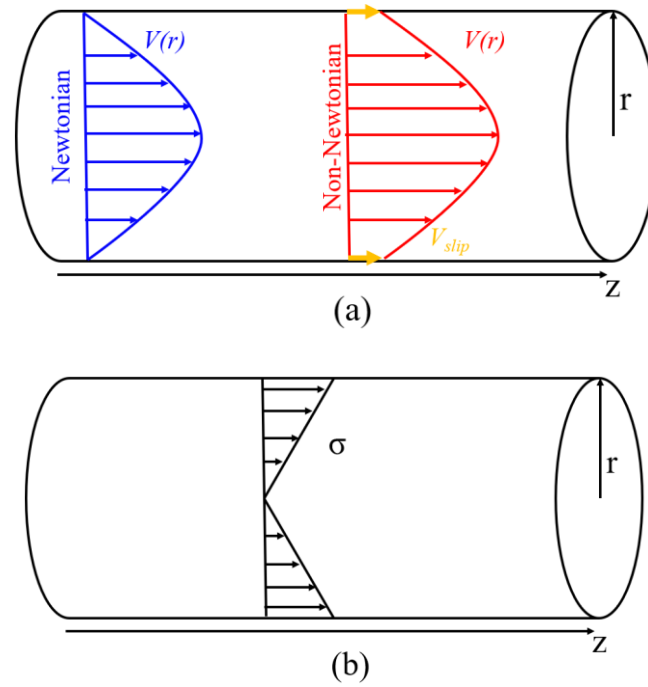 Newtonian
V(r)
Non-Newtonian
V(r)
V_slip
r
z
(a)
σ
r
z
(b)